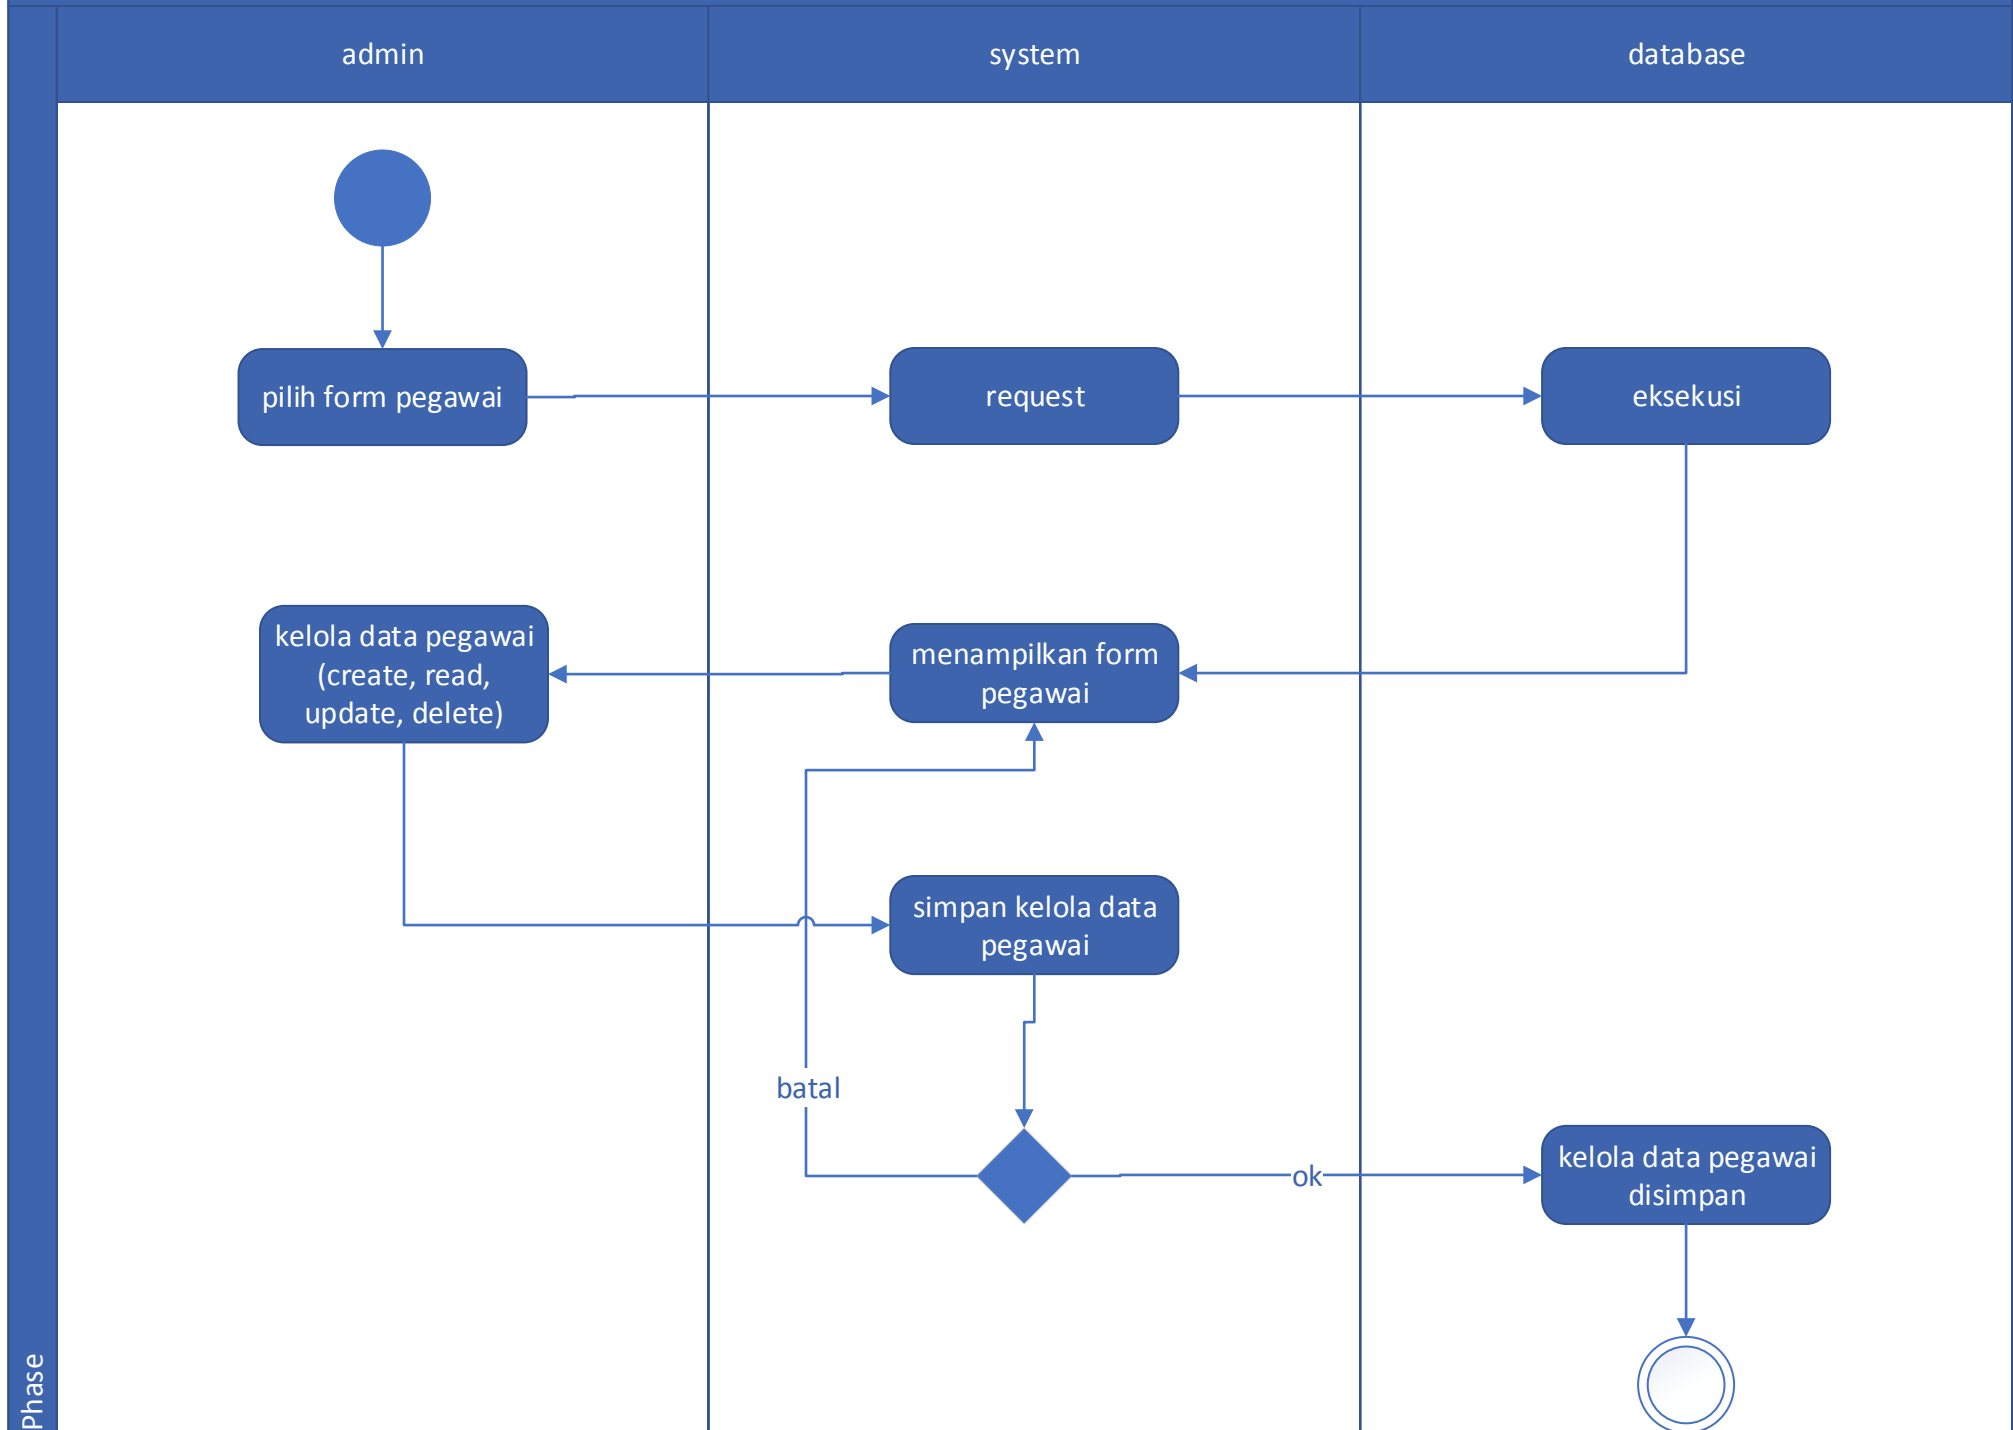 admin
system
database
pilih form pegawai
request
eksekusi
kelola data pegawai
(create, read,
update, delete)
menampilkan form
pegawai
simpan kelola data
pegawai
batal
ok
kelola data pegawai
disimpan
Phase